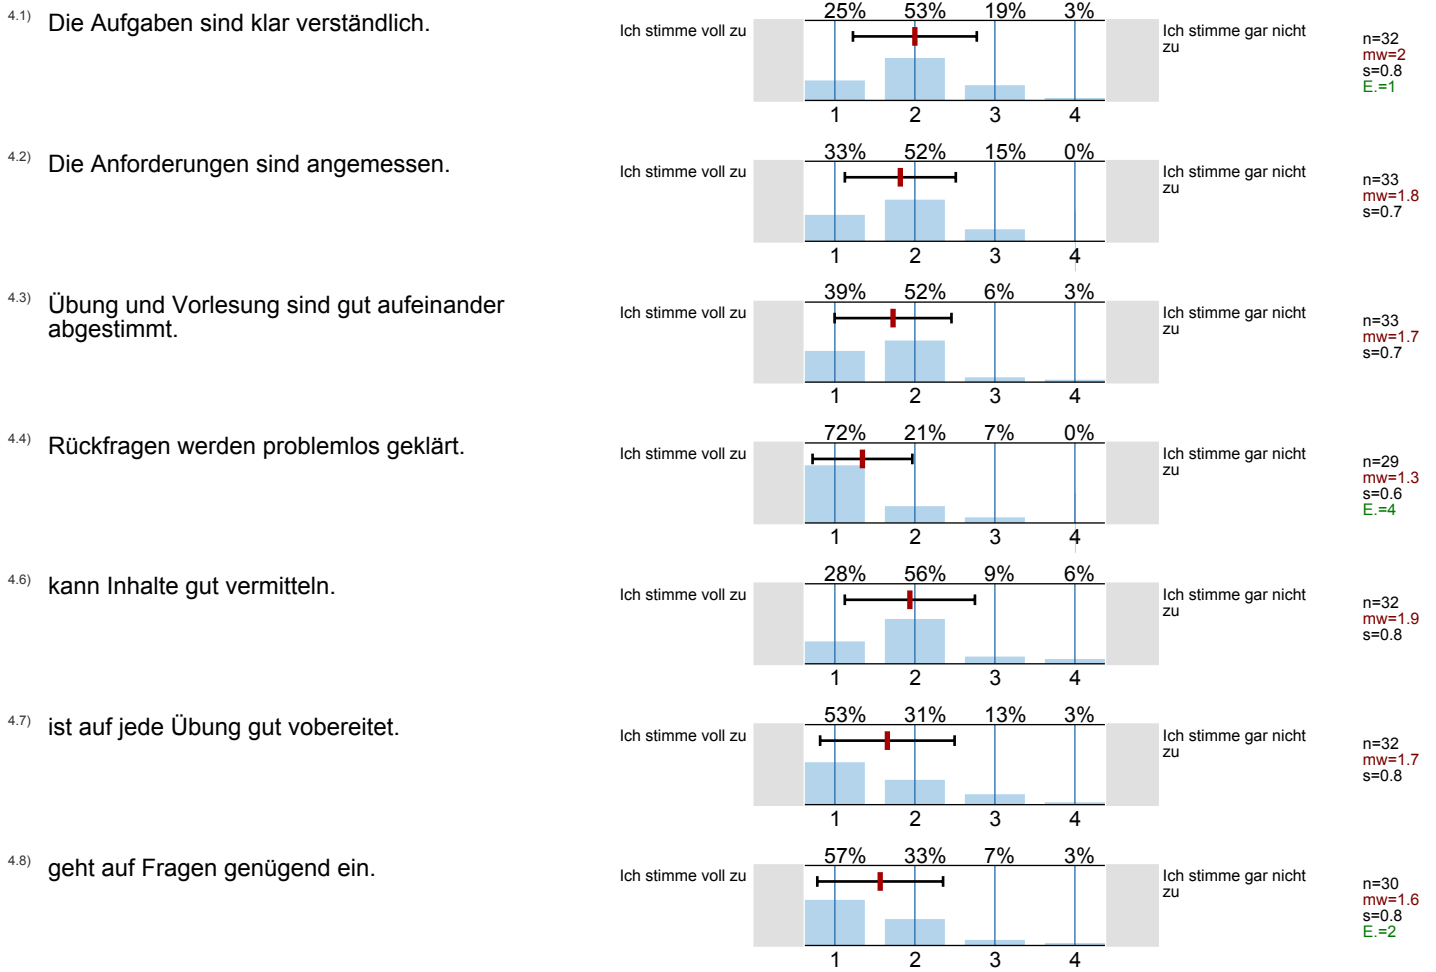 4.1) Die Aufgaben sind klar verständlich.
25% 53% 19% 3%
Ich stimme voll zu
Ich stimme gar nicht
zu
n=32
mw=2
s=0.8
E.=1
1 2 3 4
4.2) Die Anforderungen sind angemessen.
33% 52% 15% 0%
Ich stimme voll zu
Ich stimme gar nicht
zu
n=33
mw=1.8
s=0.7
1 2 3 4
4.3) Übung und Vorlesung sind gut aufeinander
abgestimmt.
39% 52% 6% 3%
Ich stimme voll zu
Ich stimme gar nicht
zu
n=33
mw=1.7
s=0.7
1 2 3 4
4.4) Rückfragen werden problemlos geklärt.
72% 21% 7% 0%
Ich stimme voll zu
Ich stimme gar nicht
zu
n=29
mw=1.3
s=0.6
E.=4
1 2 3 4
4.6) kann Inhalte gut vermitteln.
28% 56% 9% 6%
Ich stimme voll zu
Ich stimme gar nicht
zu
n=32
mw=1.9
s=0.8
1 2 3 4
4.7) ist auf jede Übung gut vobereitet.
53% 31% 13% 3%
Ich stimme voll zu
Ich stimme gar nicht
zu
n=32
mw=1.7
s=0.8
1 2 3 4
4.8) geht auf Fragen genügend ein.
57% 33% 7% 3%
Ich stimme voll zu
Ich stimme gar nicht
zu
n=30
mw=1.6
s=0.8
E.=2
1 2 3 4